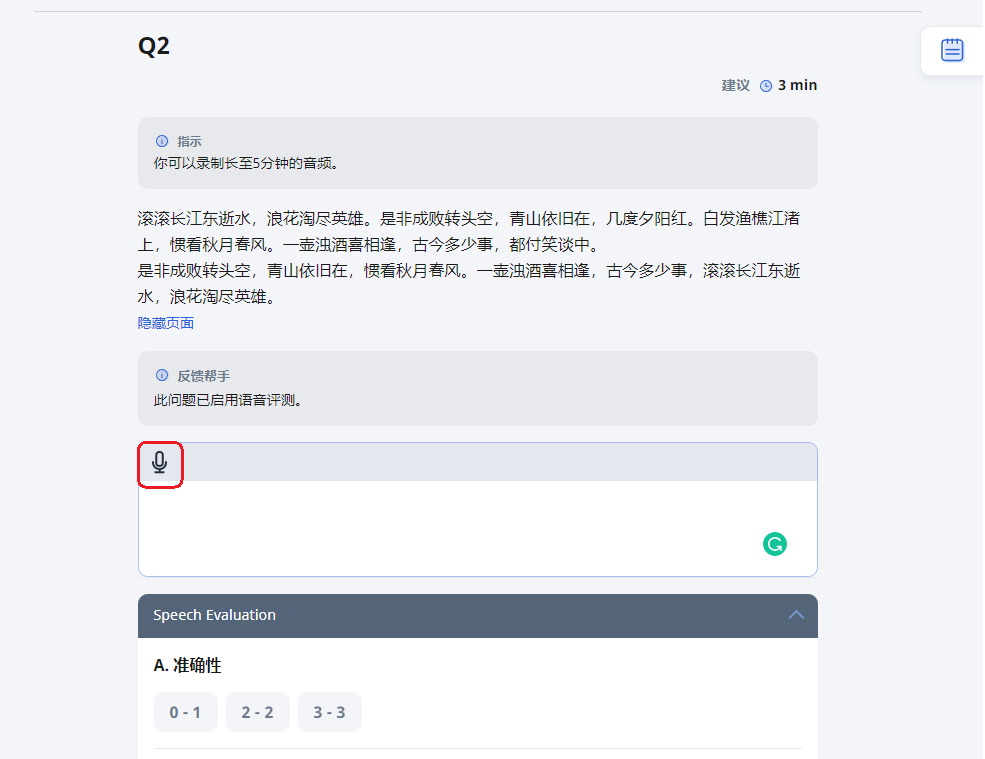 Q2
建议 3 min
指示
你可以录制长至5分钟的音频。
滚滚长江东逝水，浪花淘尽英雄。是非成败转头空，青山依旧在，几度夕阳红。白发渔樵江渚
上，惯看秋月春风。一壶浊酒喜相逢，古今多少事，都付笑谈中。
是非成败转头空，青山依旧在，惯看秋月春风。一壶浊酒喜相逢，古今多少事，滚滚长江东逝
水，浪花淘尽英雄。
隐藏页面
反馈帮手
此问题已启用语音评测。
Speech Evaluation
A. 准确性
0 - 1 2 - 2 3 - 3